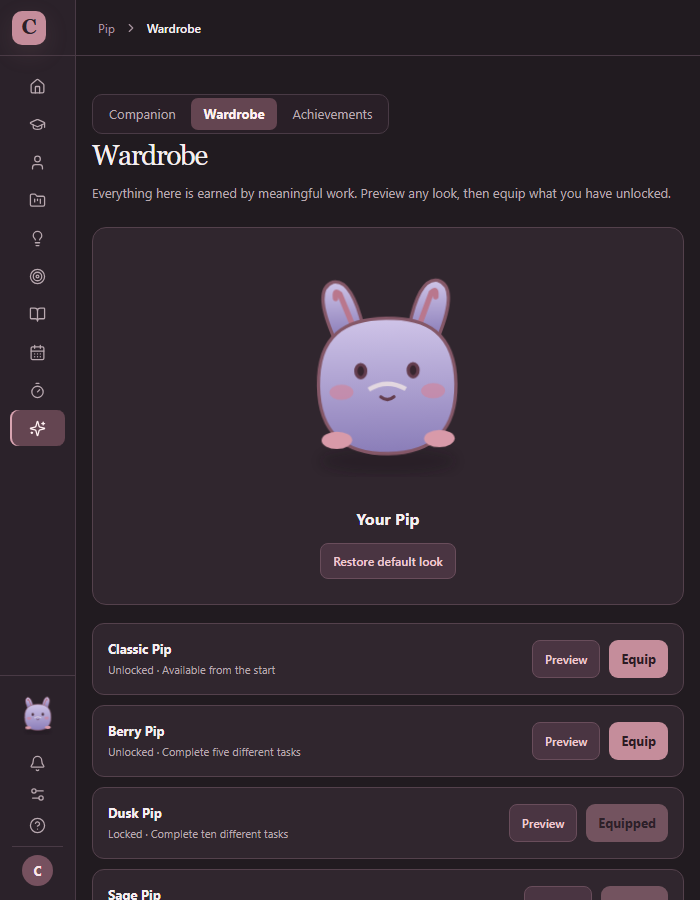 C
Pip > Wardrobe
Companion Wardrobe Achievements
Wardrobe
Everything here is earned by meaningful work. Preview any look, then equip what you have unlocked.
Your Pip
Restore default look
Classic Pip
Unlocked · Available from the start
Preview Equip
Berry Pip
Unlocked · Complete five different tasks
Preview Equip
Dusk Pip
Locked · Complete ten different tasks
Preview Equipped
Sage Pip
C